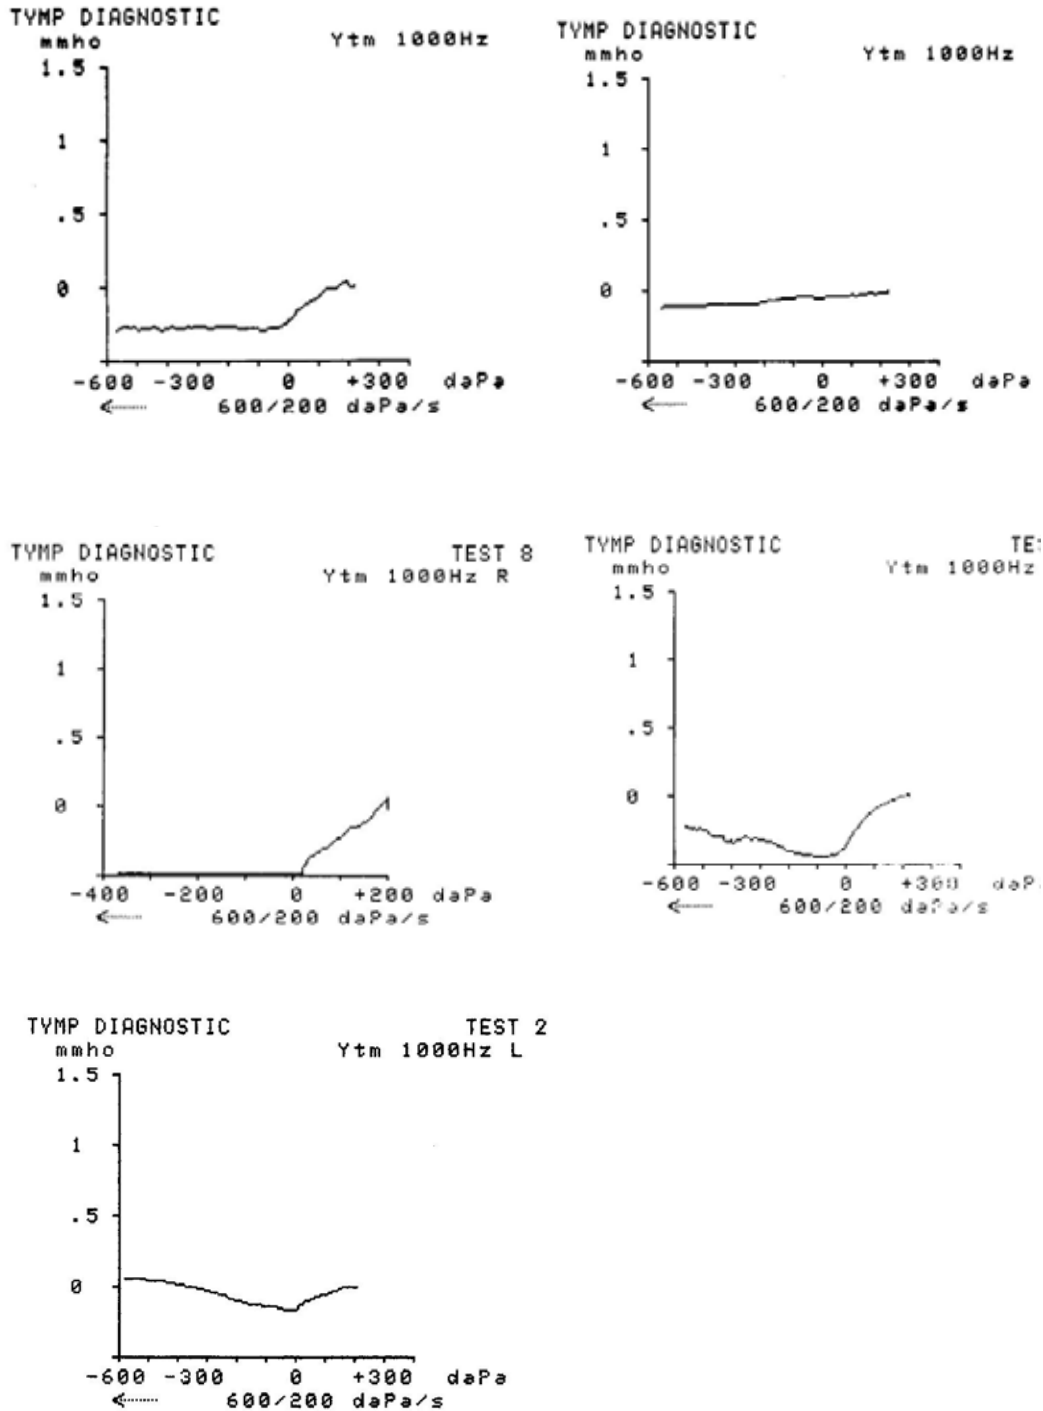 TYMP DIAGNOSTIC
mmho
Ytm 1000Hz
1.5
1
.5
0
-600 -300 0 +300 daPa
600/200 daPa/s
TYMP DIAGNOSTIC
mmho
Ytm 1000Hz
1.5
1
.5
0
-600 -300 0 +300 daPa
600/200 daPa/s
TYMP DIAGNOSTIC TEST 8
mmho
Ytm 1000Hz R
1.5
1
.5
0
-400 -200 0 +200 daPa
600/200 daPa/s
TYMP DIAGNOSTIC
mmho
Ytm 1000Hz
1.5
1
.5
0
-600 -300 0 +300
600/200 daPa/s
TYMP DIAGNOSTIC TEST 2
mmho
Ytm 1000Hz L
1.5
1
.5
0
-600 -300 0 +300 daPa
600/200 daPa/s